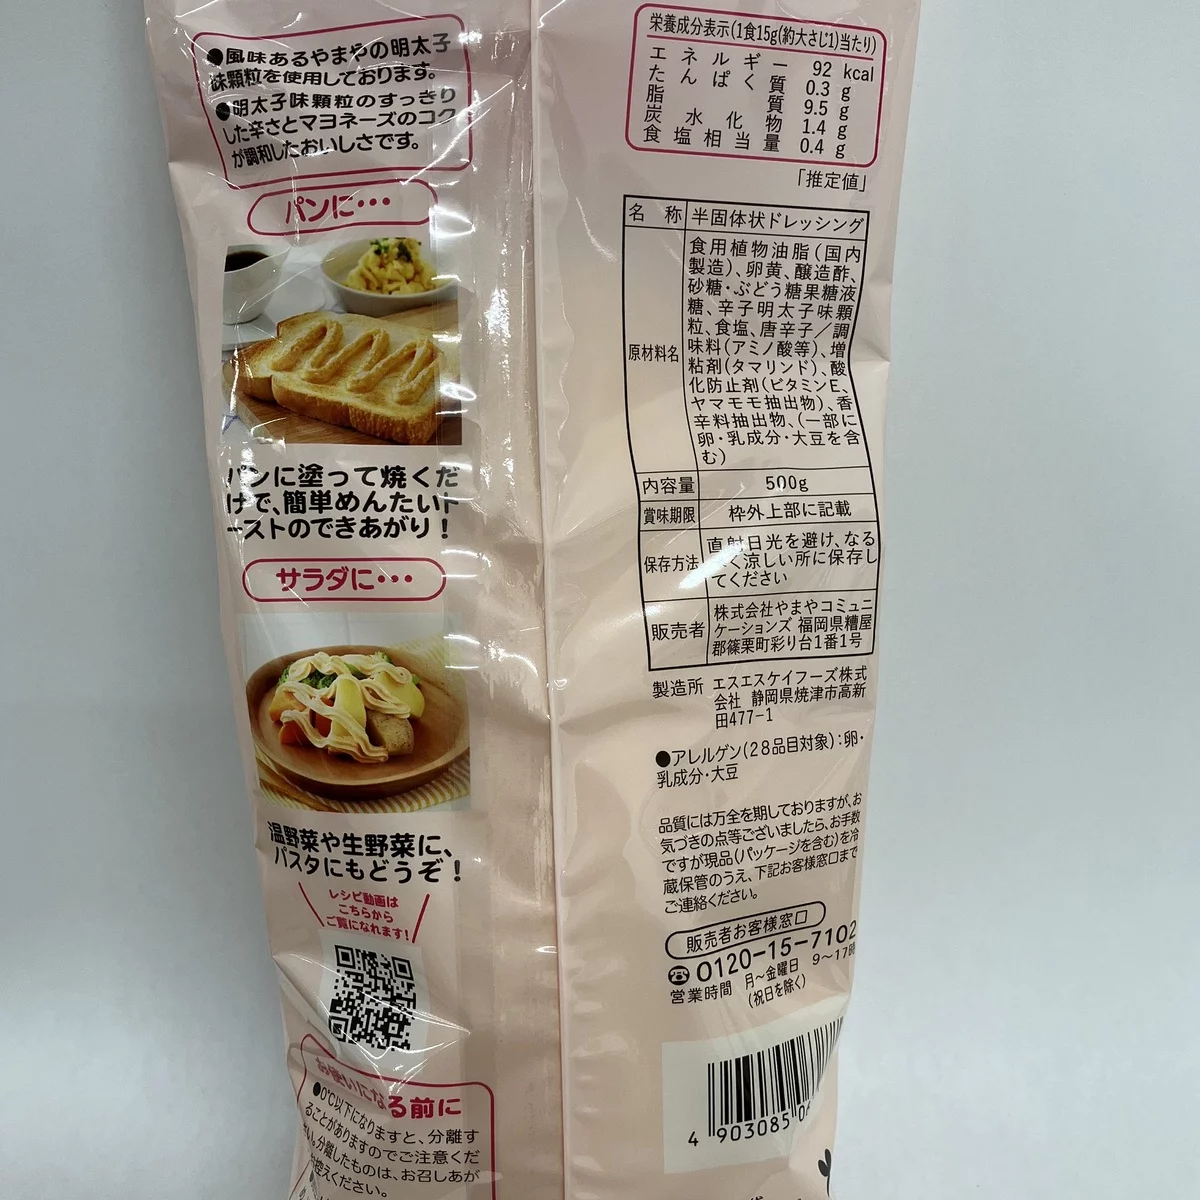 ●風味あるやまやの明太子
味顆粒を使用しております。
●明太子味顆粒のすっきり
した辛さとマヨネーズのコク
が調和したおいしさです。
パンに・・・
パンに塗って焼くだ
けで、簡単めんたいト
ーストのできあがり!
サラダに・・・
温野菜や生野菜に、
パスタにもどうぞ!
レシピ動画は
こちらから
ご覧になれます!
お使いになる前に
●0℃以下になりますと、分離す
ることがありますのでご注意くだ
さい。分離したものは、お召しあが
お控えください。
栄養成分表示(1食15g(約大さじ1)当たり)
エネルギー 92 kcal
たんぱく質 0.3 g
脂質 9.5 g
炭水化物 1.4 g
食塩相当量 0.4 g
「推定値」
名称 半固体状ドレッシング
原材料名
食用植物油脂(国内
製造)、卵黄、醸造酢、
砂糖・ぶどう糖果糖液
糖、辛子明太子味顆
粒、食塩、唐辛子/調
味料(アミノ酸等)、増
粘剤(タマリンド)、酸
化防止剤(ビタミンE、
ヤマモモ抽出物)、香
辛料抽出物、(一部に
卵・乳成分・大豆を含
む)
内容量 500g
賞味期限 枠外上部に記載
保存方法
直射日光を避け、なる
べく涼しい所に保存し
てください
販売者
株式会社やまやコミュニ
ケーションズ 福岡県糟屋
郡篠栗町彩り台1番1号
製造所 エスエスケイフーズ株式
会社 静岡県焼津市高新
田477-1
●アレルゲン(28品目対象):卵・
乳成分・大豆
品質には万全を期しておりますが、お
気づきの点等ございましたら、お手数
ですが現品(パッケージを含む)を冷
蔵保管のうえ、下記お客様窓口まで
ご連絡ください。
販売者お客様窓口
☎0120-15-7102
営業時間 月〜金曜日 9〜17時
(祝日を除く)
4 903085 06